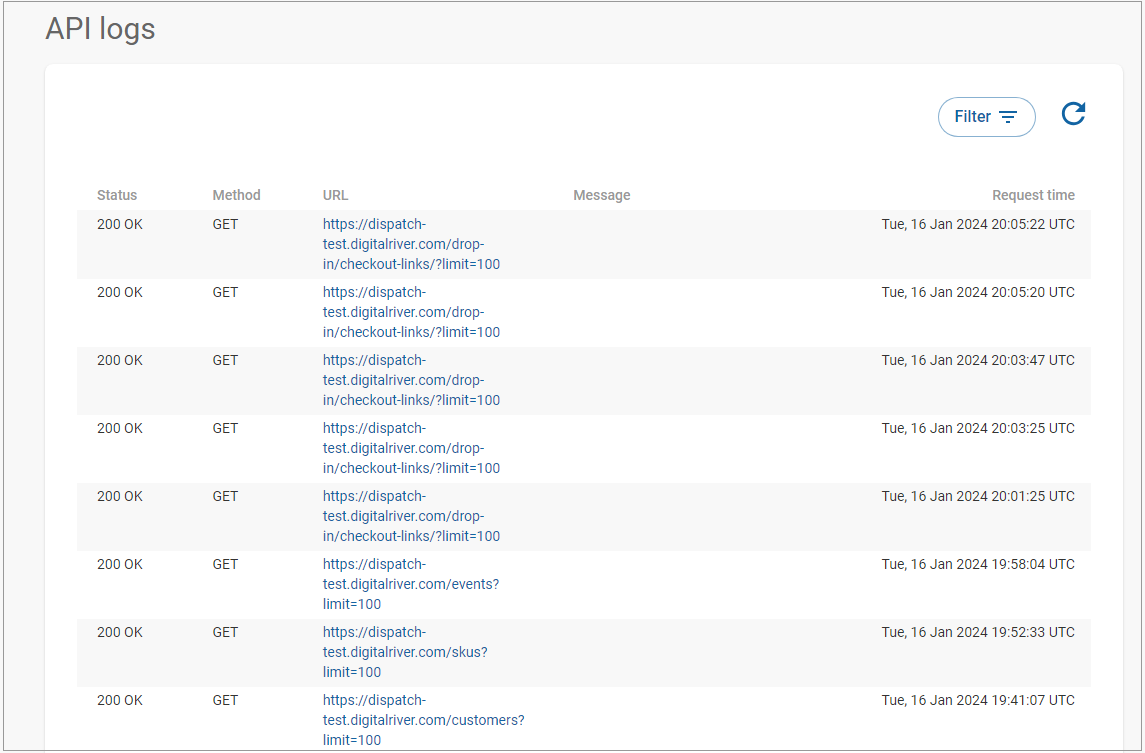 API logs
Filter
Status Method URL Message Request time
200 OK GET https://dispatch- Tue, 16 Jan 2024 20:05:22 UTC
test.digitalriver.com/drop-
in/checkout-links/?limit=100
200 OK GET https://dispatch- Tue, 16 Jan 2024 20:05:20 UTC
test.digitalriver.com/drop-
in/checkout-links/?limit=100
200 OK GET https://dispatch- Tue, 16 Jan 2024 20:03:47 UTC
test.digitalriver.com/drop-
in/checkout-links/?limit=100
200 OK GET https://dispatch- Tue, 16 Jan 2024 20:03:25 UTC
test.digitalriver.com/drop-
in/checkout-links/?limit=100
200 OK GET https://dispatch- Tue, 16 Jan 2024 20:01:25 UTC
test.digitalriver.com/drop-
in/checkout-links/?limit=100
200 OK GET https://dispatch- Tue, 16 Jan 2024 19:58:04 UTC
test.digitalriver.com/events?
limit=100
200 OK GET https://dispatch- Tue, 16 Jan 2024 19:52:33 UTC
test.digitalriver.com/skus?
limit=100
200 OK GET https://dispatch- Tue, 16 Jan 2024 19:41:07 UTC
test.digitalriver.com/customers?
limit=100